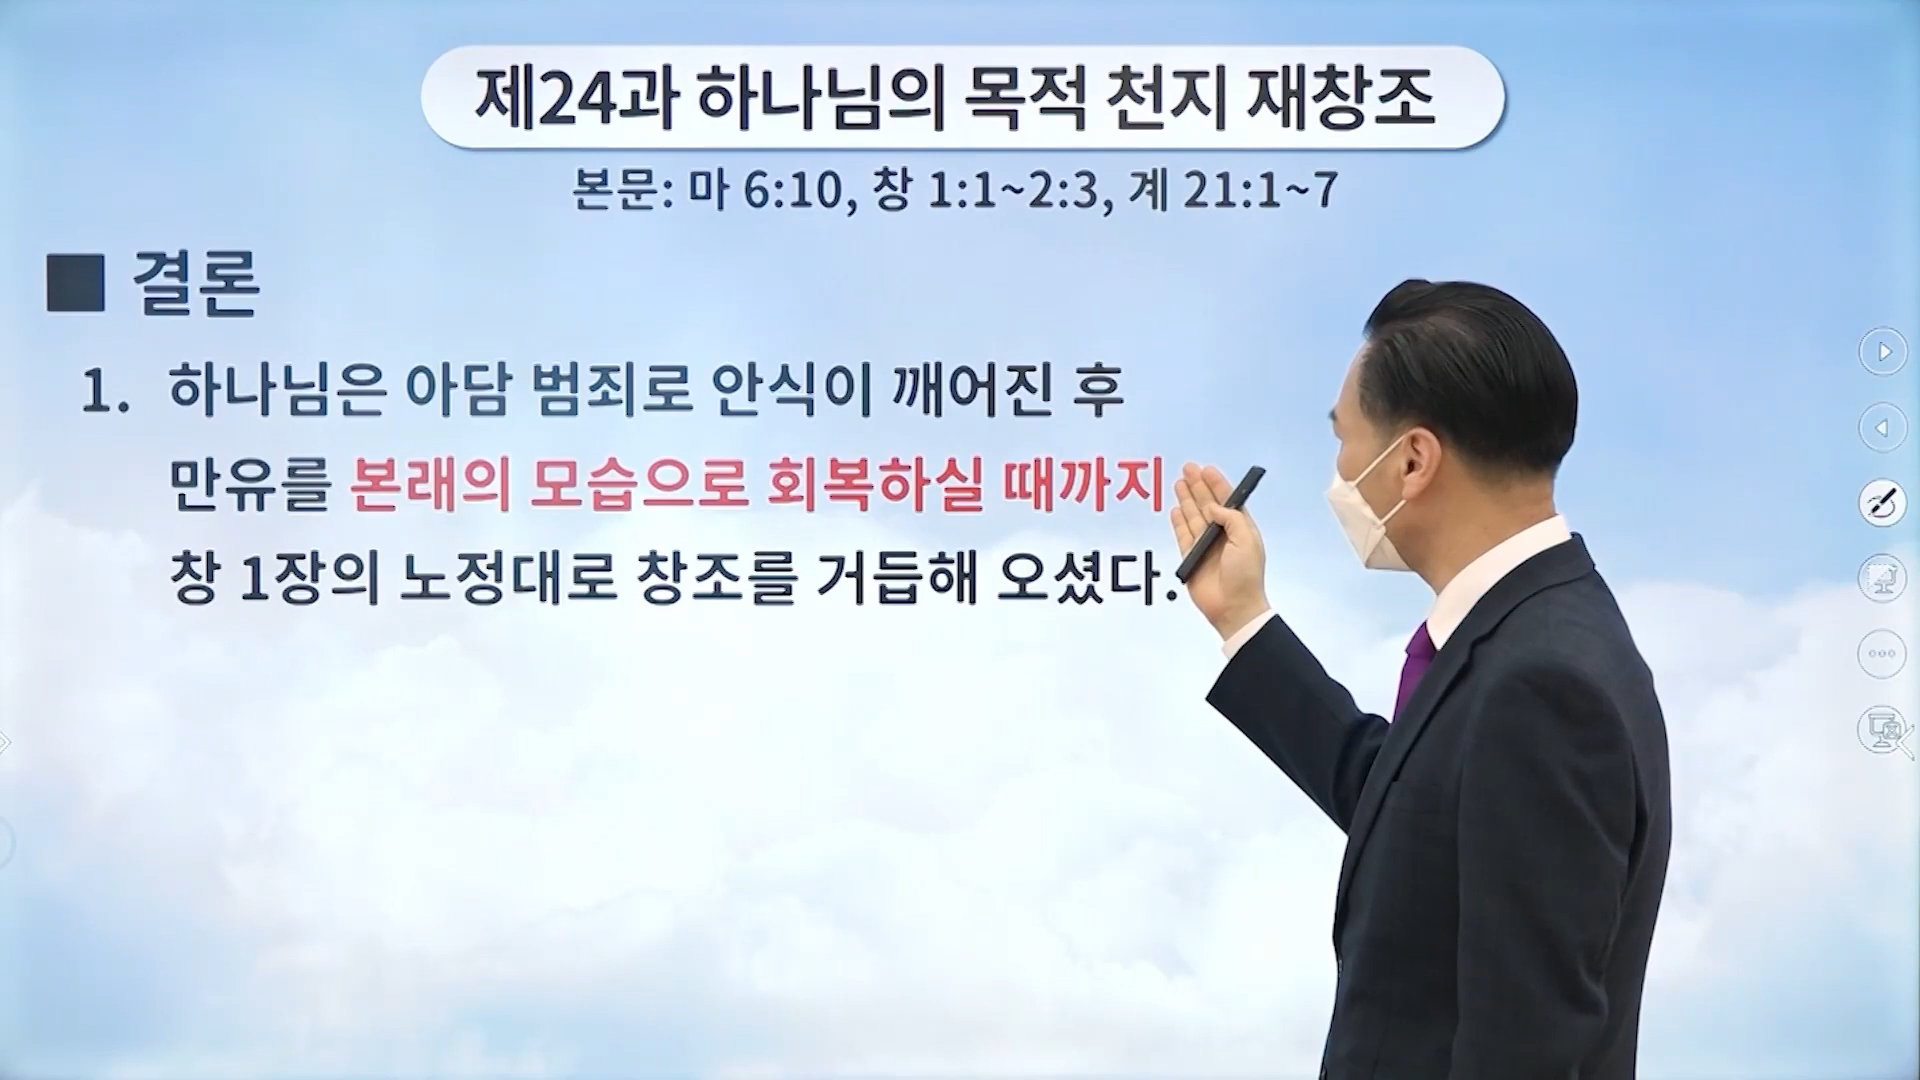 제24과 하나님의 목적 천지 재창조
본문: 마 6:10, 창 1:1~2:3, 계 21:1~7
■ 결론
1. 하나님은 아담 범죄로 안식이 깨어진 후
만유를 본래의 모습으로 회복하실 때까지
창 1장의 노정대로 창조를 거듭해 오셨다.